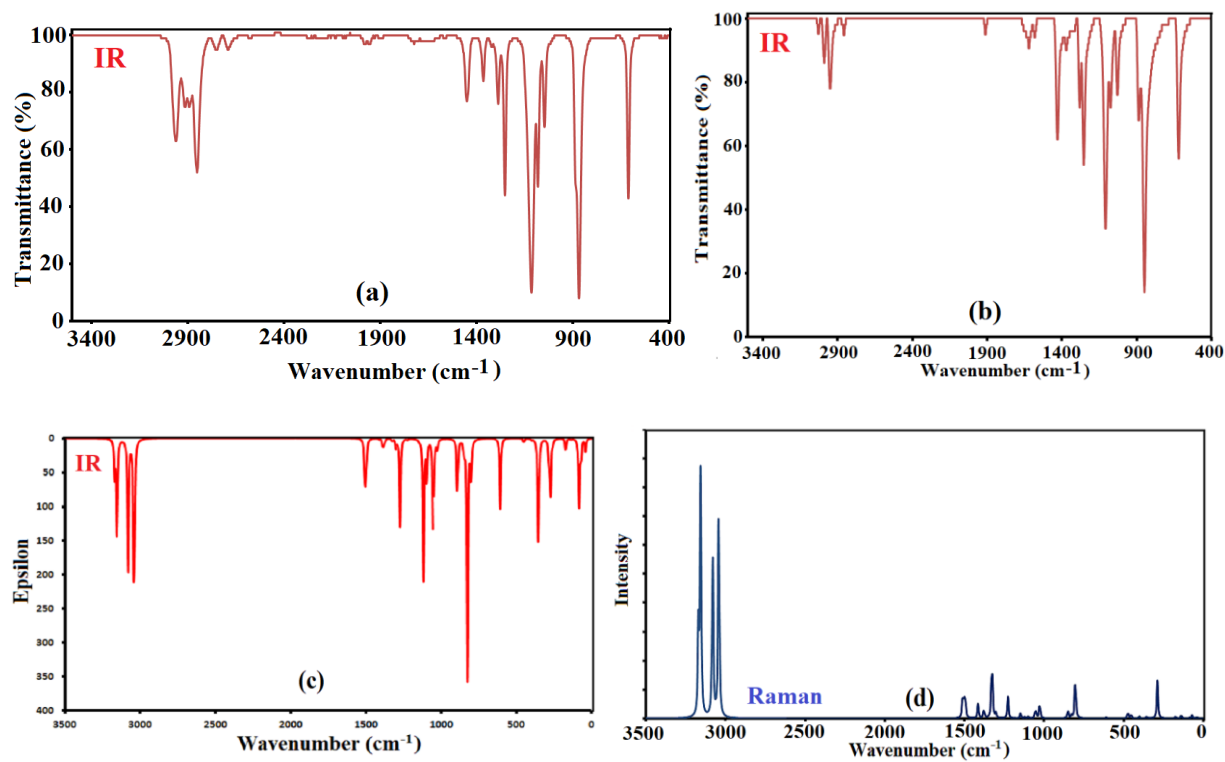 IR
100
80
60
40
20
0
Transmittance (%)
(a)
3400 2900 2400 1900 1400 900 400
Wavenumber (cm-1)
IR
100
80
60
40
20
0
Transmittance (%)
(b)
3400 2900 2400 1900 1400 900 400
Wavenumber (cm-1)
IR
0
50
100
150
200
250
300
350
400
Epsilon
(c)
3500 3000 2500 2000 1500 1000 500 0
Wavenumber (cm-1)
Intensity
Raman
(d)
3500 3000 2500 2000 1500 1000 500 0
Wavenumber (cm-1)